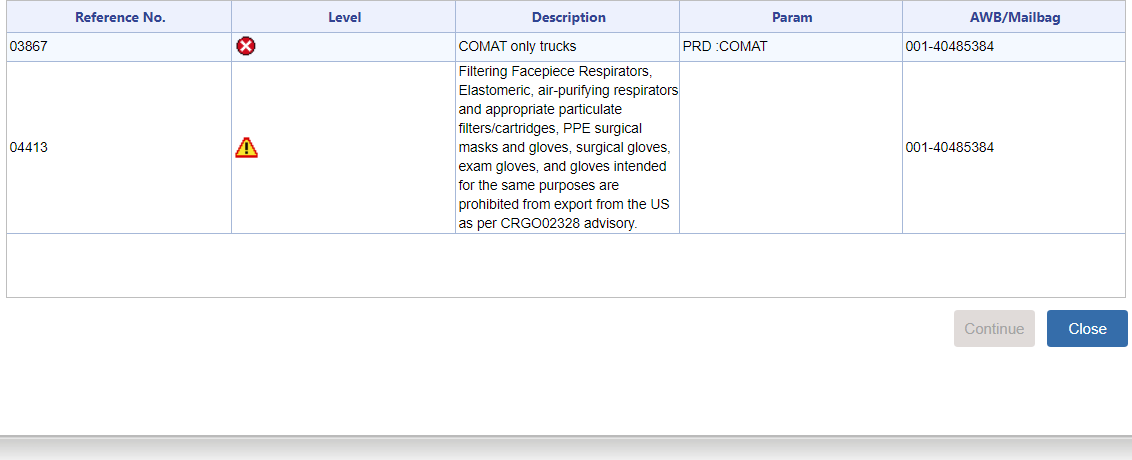 Reference No. Level Description Param AWB/Mailbag
03867 COMAT only trucks PRD :COMAT 001-40485384
Filtering Facepiece Respirators,
Elastomeric, air-purifying respirators
and appropriate particulate
filters/cartridges, PPE surgical
04413 masks and gloves, surgical gloves, 001-40485384
exam gloves, and gloves intended
for the same purposes are
prohibited from export from the US
as per CRGO02328 advisory.
Continue Close